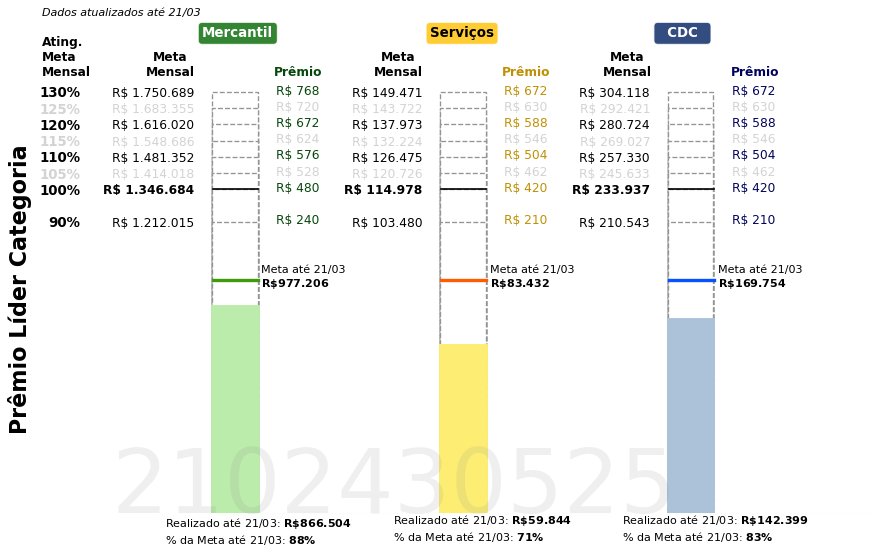 Dados atualizados até 21/03
Mercantil Serviços CDC
Ating. Meta Mensal
Meta Mensal Prêmio Meta Mensal Prêmio Meta Mensal Prêmio
130% R$ 1.750.689 R$ 768 R$ 149.471 R$ 672 R$ 304.118 R$ 672
125% R$ 1.683.355 R$ 720 R$ 143.722 R$ 630 R$ 292.421 R$ 630
120% R$ 1.616.020 R$ 672 R$ 137.973 R$ 588 R$ 280.724 R$ 588
115% R$ 1.548.686 R$ 624 R$ 132.224 R$ 546 R$ 269.027 R$ 546
110% R$ 1.481.352 R$ 576 R$ 126.475 R$ 504 R$ 257.330 R$ 504
105% R$ 1.414.018 R$ 528 R$ 120.726 R$ 462 R$ 245.633 R$ 462
100% R$ 1.346.684 R$ 480 R$ 114.978 R$ 420 R$ 233.937 R$ 420
90% R$ 1.212.015 R$ 240 R$ 103.480 R$ 210 R$ 210.543 R$ 210
Prêmio Líder Categoria
Meta até 21/03 Meta até 21/03 Meta até 21/03
R$977.206 R$83.432 R$169.754
2102430525
Realizado até 21/03: R$866.504 Realizado até 21/03: R$59.844 Realizado até 21/03: R$142.399
% da Meta até 21/03: 88% % da Meta até 21/03: 71% % da Meta até 21/03: 83%